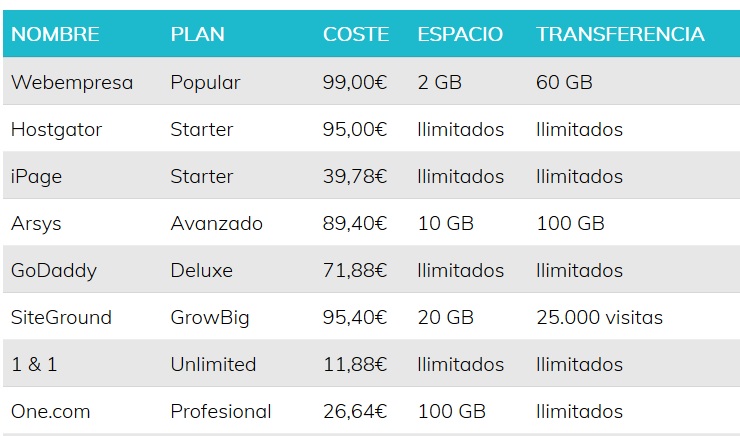 NOMBRE PLAN COSTE ESPACIO TRANSFERENCIA
Webempresa Popular 99,00€ 2 GB 60 GB
Hostgator Starter 95,00€ Ilimitados Ilimitados
iPage Starter 39,78€ Ilimitados Ilimitados
Arsys Avanzado 89,40€ 10 GB 100 GB
GoDaddy Deluxe 71,88€ Ilimitados Ilimitados
SiteGround GrowBig 95,40€ 20 GB 25.000 visitas
1 & 1 Unlimited 11,88€ Ilimitados Ilimitados
One.com Profesional 26,64€ 100 GB Ilimitados